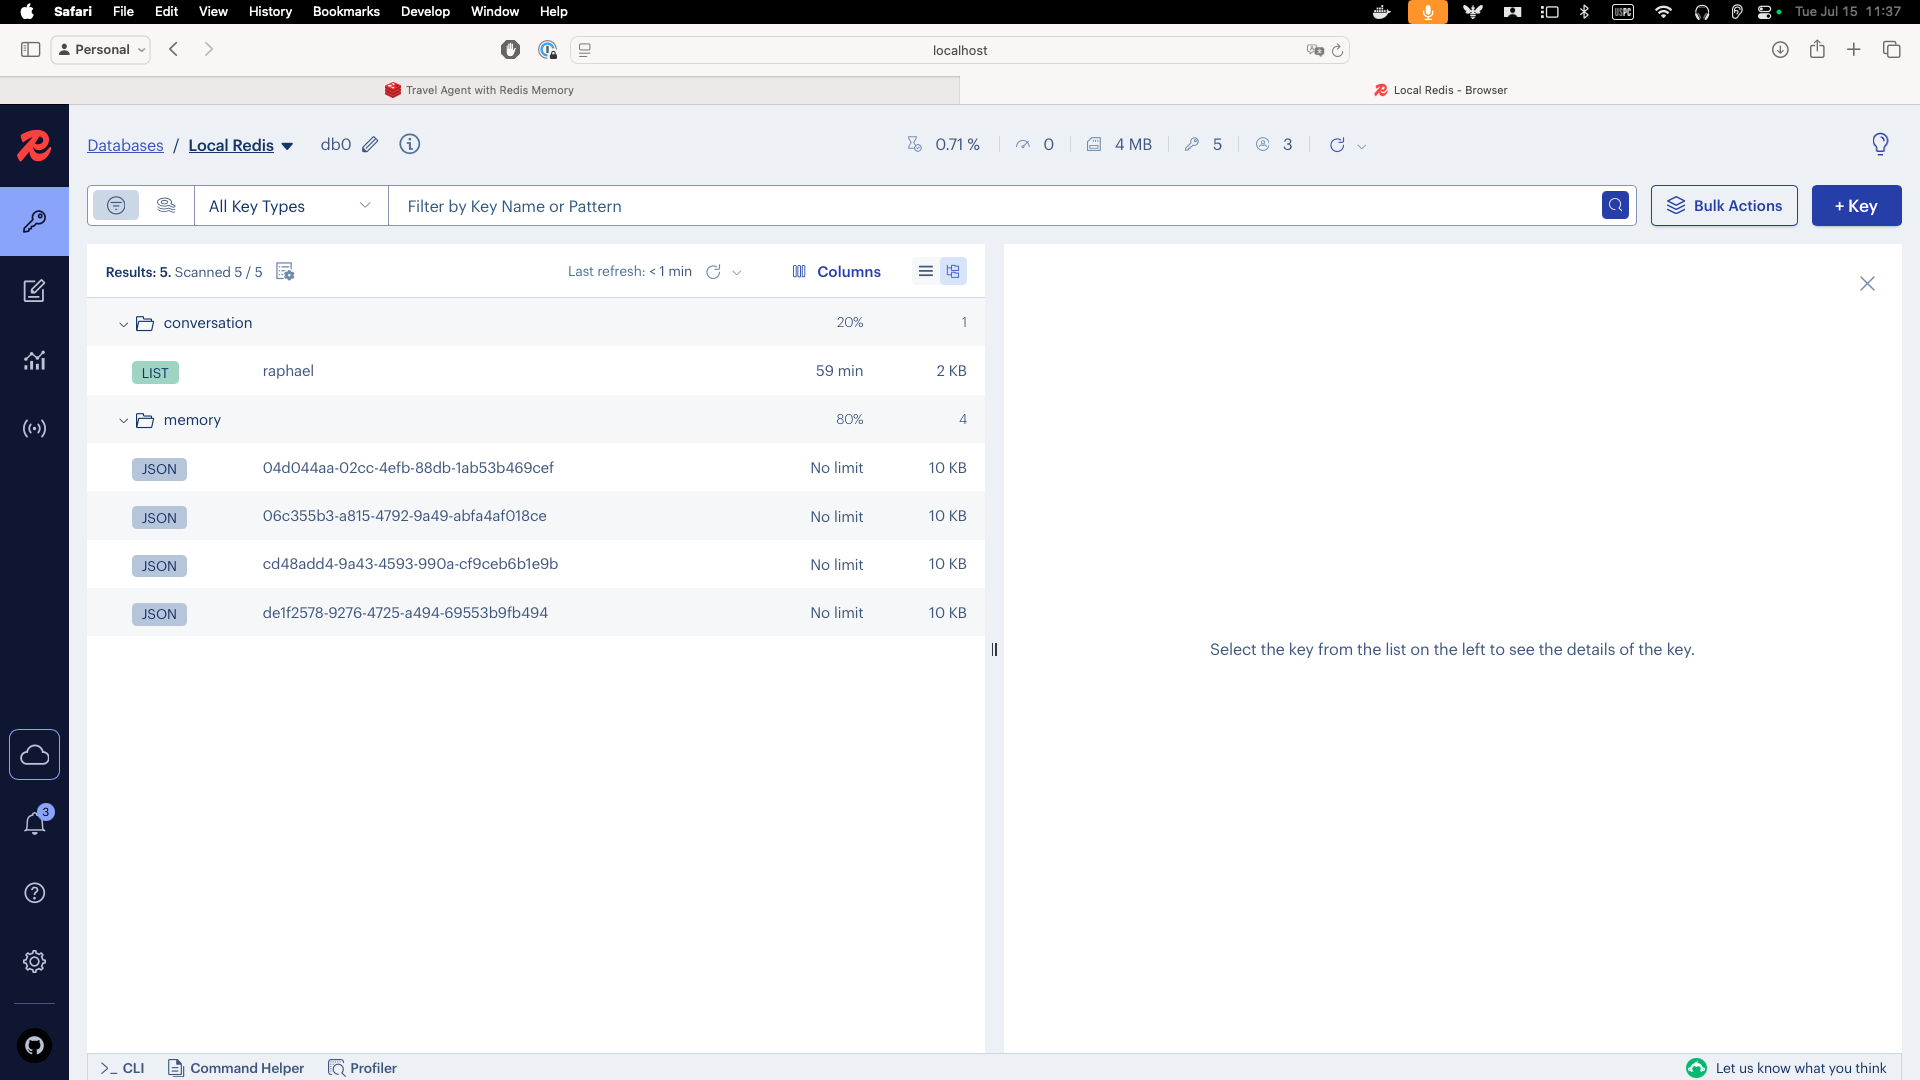 Safari File Edit View History Bookmarks Develop Window Help USPC Tue Jul 15 11:37
Personal localhost
Travel Agent with Redis Memory Local Redis - Browser
Databases / Local Redis db0 0.71 % 0 4 MB 5 3
All Key Types Filter by Key Name or Pattern Bulk Actions + Key
Results: 5. Scanned 5 / 5 Last refresh: < 1 min Columns
conversation 20% 1
LIST raphael 59 min 2 KB
memory 80% 4
JSON 04d044aa-02cc-4efb-88db-1ab53b469cef No limit 10 KB
JSON 06c355b3-a815-4792-9a49-abfa4af018ce No limit 10 KB
JSON cd48add4-9a43-4593-990a-cf9ceb6b1e9b No limit 10 KB
JSON de1f2578-9276-4725-a494-69553b9fb494 No limit 10 KB
Select the key from the list on the left to see the details of the key.
3
>_ CLI Command Helper Profiler Let us know what you think